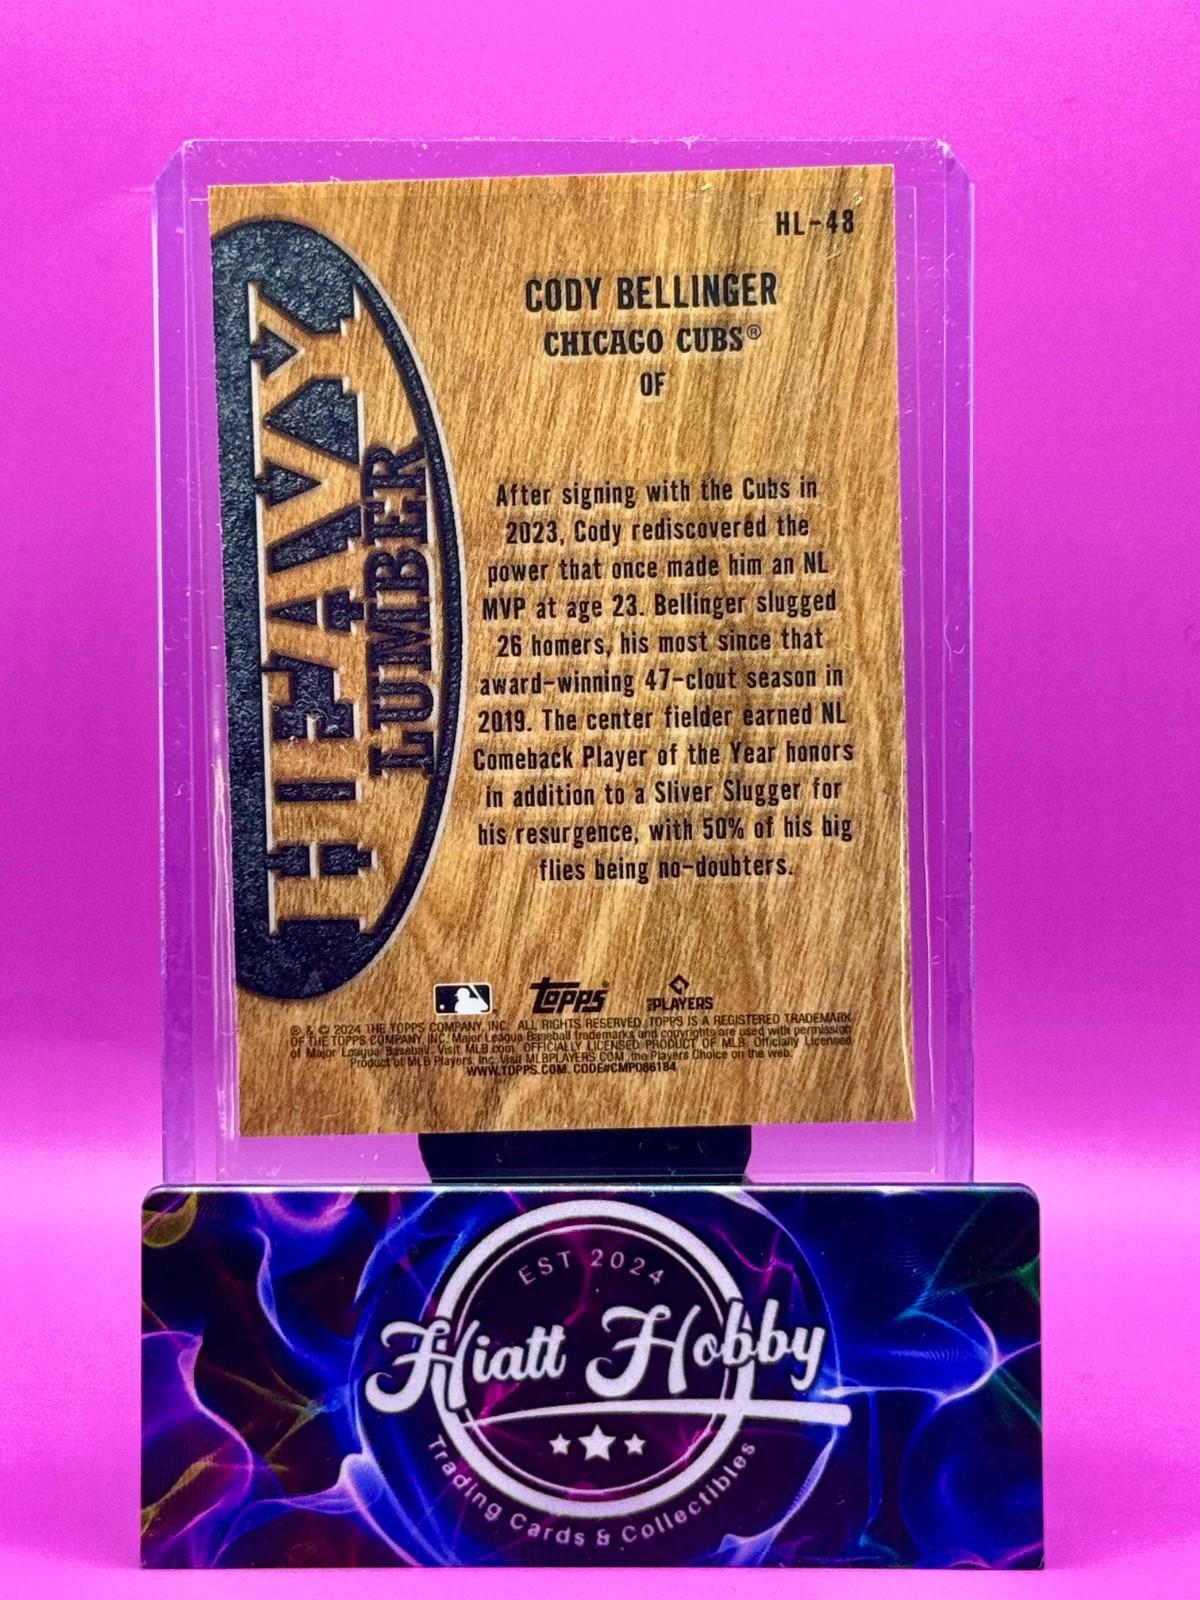 HL-48
CODY BELLINGER
CHICAGO CUBS®
OF
HEAVY
LUMBER
After signing with the Cubs in
2023, Cody rediscovered the
power that once made him an NL
MVP at age 23. Bellinger slugged
26 homers, his most since that
award-winning 47-clout season in
2019. The center fielder earned NL
Comeback Player of the Year honors
in addition to a Sliver Slugger for
his resurgence, with 50% of his big
flies being no-doubters.
topps
PLAYERS
® & © 2024 THE TOPPS COMPANY, INC. ALL RIGHTS RESERVED. TOPPS IS A REGISTERED TRADEMARK
OF THE TOPPS COMPANY, INC. Major League Baseball trademarks and copyrights are used with permission
of Major League Baseball. Visit MLB.com. OFFICIALLY LICENSED PRODUCT OF MLB. Officially Licensed
Product of MLB Players, Inc. Visit MLBPLAYERS.COM, the Players Choice on the web.
WWW.TOPPS.COM. CODE#CMP086184
EST 2024
Hiatt Hobby
Trading Cards & Collectibles